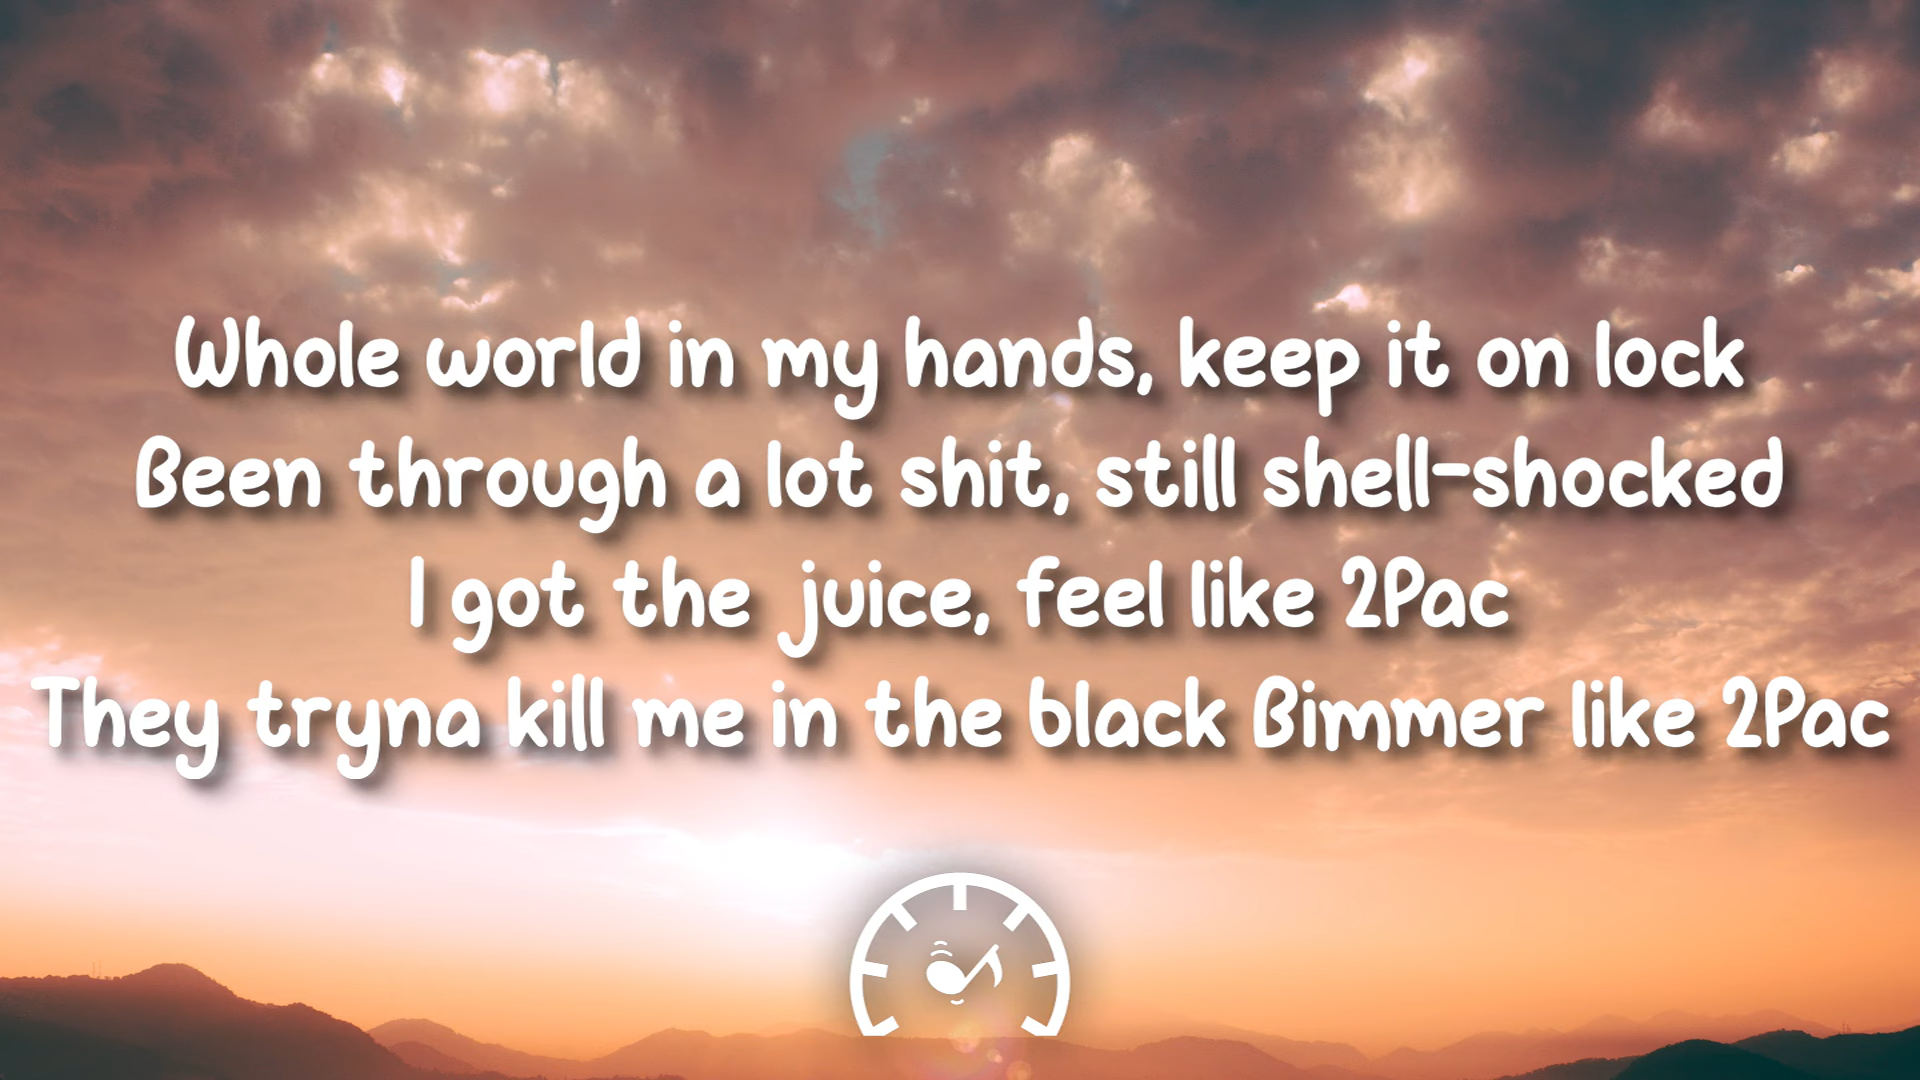 Whole world in my hands, keep it on lock
Been through a lot shit, still shell-shocked
I got the juice, feel like 2Pac
They tryna kill me in the black Bimmer like 2Pac